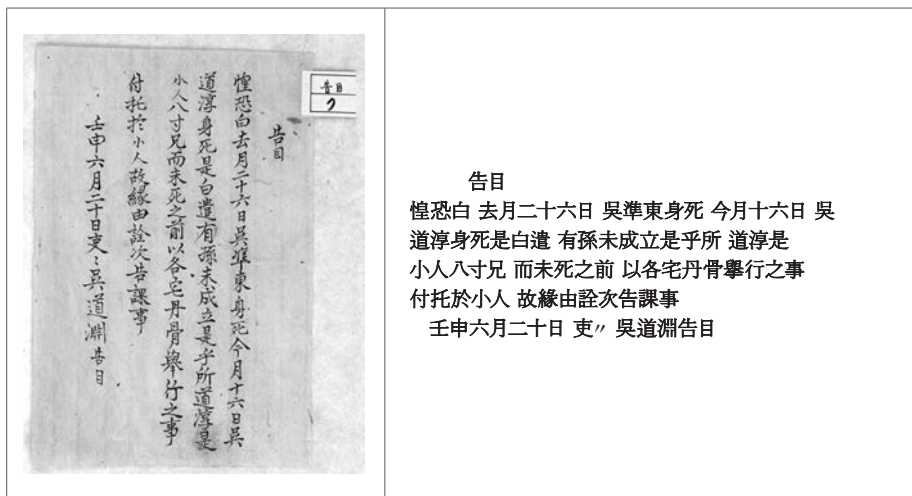 告目
7
告目
惶恐白去月二十六日吳準東身死今月十六日吳
道淳身死是白遣有孫未成立是乎所道淳是
小人八寸兄而未死之前以各宅丹骨擧行之事
付托於小人故緣由詮次告課事
壬申六月二十日吏〻吳道淵告目
告目
惶恐白 去月二十六日 吳準東身死 今月十六日 吳
道淳身死是白遣 有孫未成立是乎所 道淳是
小人八寸兄 而未死之前 以各宅丹骨擧行之事
付托於小人 故緣由詮次告課事
壬申六月二十日 吏〃 吳道淵告目